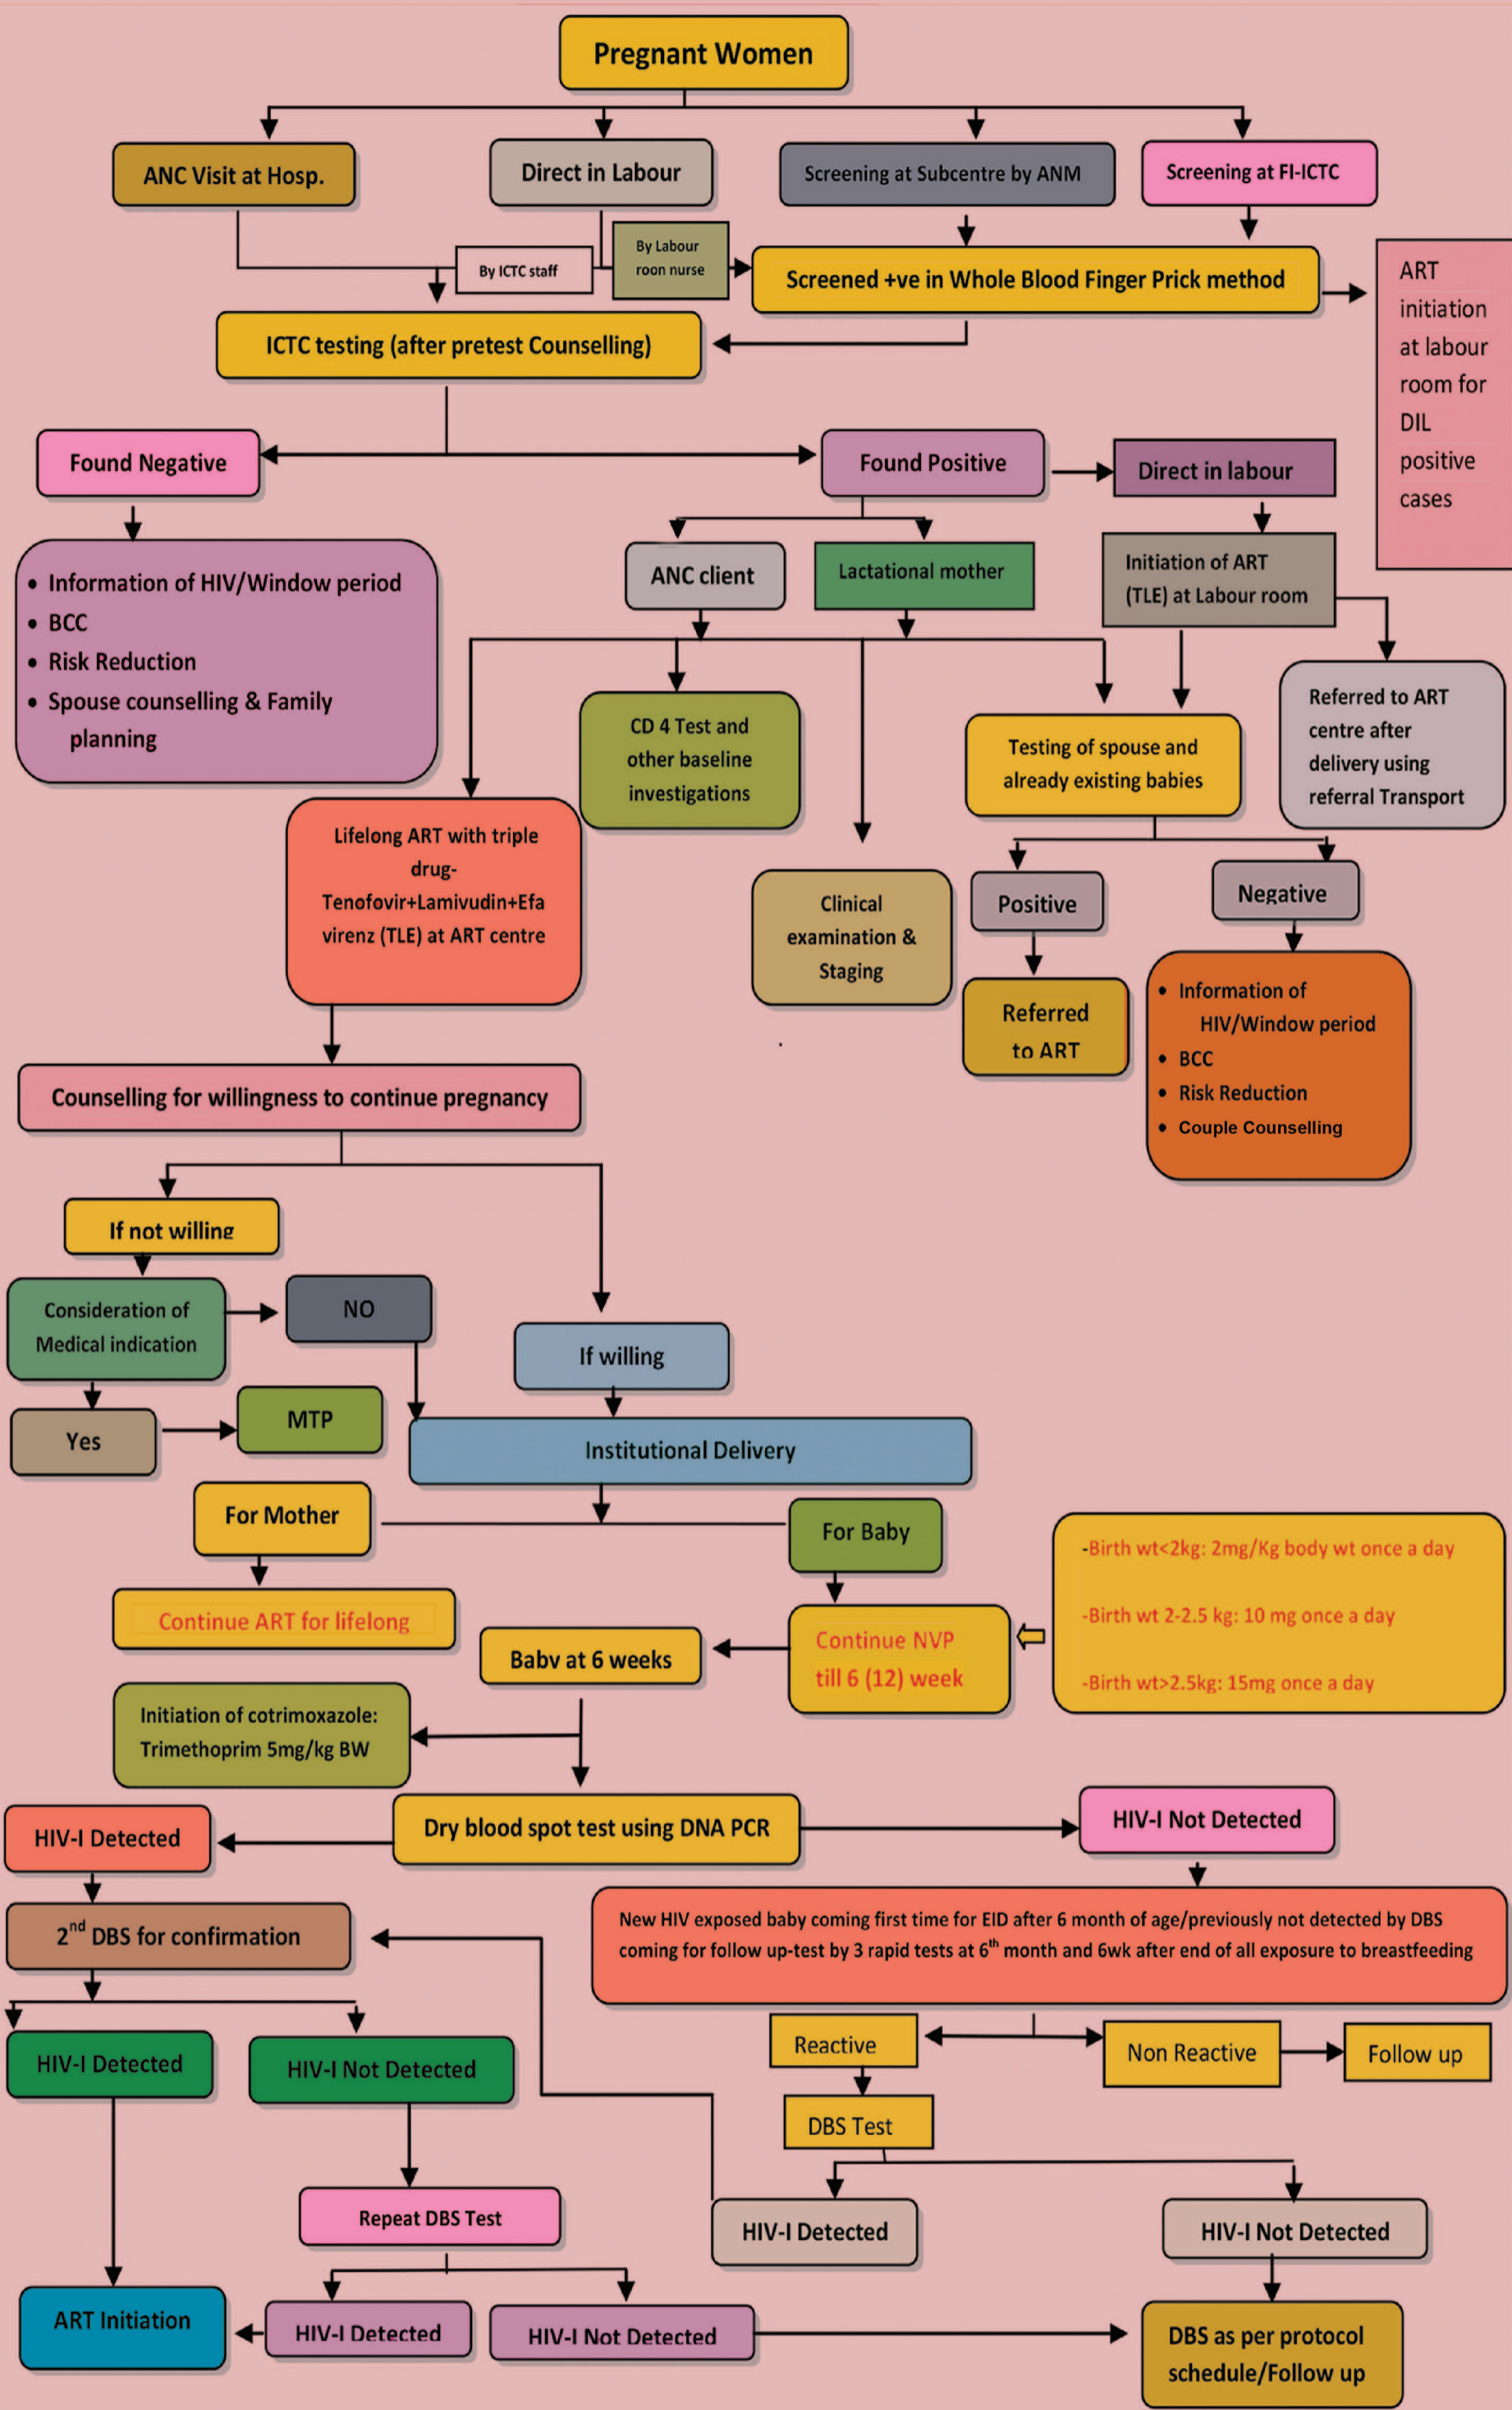 Pregnant Women
ANC Visit at Hosp.
Direct in Labour
Screening at Subcentre by ANM
Screening at FI-ICTC
By ICTC staff
By Labour
roon nurse
Screened +ve in Whole Blood Finger Prick method
ART
initiation
at labour
room for
DIL
positive
cases
ICTC testing (after pretest Counselling)
Found Negative
Found Positive
Direct in labour
• Information of HIV/Window period
• BCC
• Risk Reduction
• Spouse counselling & Family
planning
ANC client
Lactational mother
Initiation of ART
(TLE) at Labour room
CD 4 Test and
other baseline
investigations
Testing of spouse and
already existing babies
Referred to ART
centre after
delivery using
referral Transport
Lifelong ART with triple
drug-
Tenofovir+Lamivudin+Efa
virenz (TLE) at ART centre
Clinical
examination &
Staging
Positive
Negative
Referred
to ART
• Information of
HIV/Window period
• BCC
• Risk Reduction
• Couple Counselling
Counselling for willingness to continue pregnancy
If not willing
Consideration of
Medical indication
NO
If willing
Yes
MTP
Institutional Delivery
For Mother
For Baby
Continue ART for lifelong
Baby at 6 weeks
Continue NVP
till 6 (12) week
-Birth wt<2kg: 2mg/Kg body wt once a day
-Birth wt 2-2.5 kg: 10 mg once a day
-Birth wt>2.5kg: 15mg once a day
Initiation of cotrimoxazole:
Trimethoprim 5mg/kg BW
HIV-I Detected
Dry blood spot test using DNA PCR
HIV-I Not Detected
2nd DBS for confirmation
New HIV exposed baby coming first time for EID after 6 month of age/previously not detected by DBS
coming for follow up-test by 3 rapid tests at 6th month and 6wk after end of all exposure to breastfeeding
HIV-I Detected
HIV-I Not Detected
Reactive
Non Reactive
Follow up
DBS Test
Repeat DBS Test
HIV-I Detected
HIV-I Not Detected
ART Initiation
HIV-I Detected
HIV-I Not Detected
DBS as per protocol
schedule/Follow up